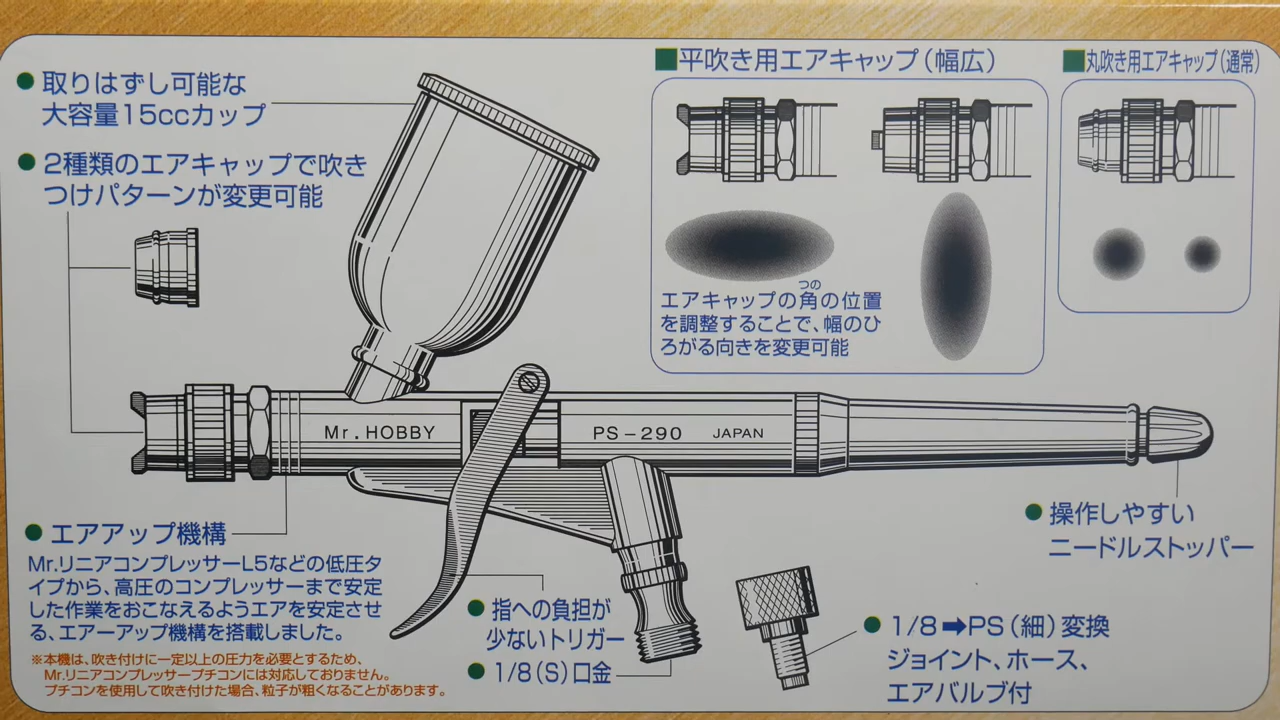 ●取りはずし可能な
大容量15ccカップ
●2種類のエアキャップで吹き
つけパターンが変更可能
■平吹き用エアキャップ（幅広）
つの
エアキャップの角の位置
を調整することで、幅のひ
ろがる向きを変更可能
■丸吹き用エアキャップ（通常）
Mr.HOBBY
PS-290 JAPAN
●エアアップ機構
Mr.リニアコンプレッサーL5などの低圧タ
イプから、高圧のコンプレッサーまで安定
した作業をおこなえるようエアを安定させ
る、エアーアップ機構を搭載しました。
※本機は、吹き付けに一定以上の圧力を必要とするため、
Mr.リニアコンプレッサープチコンには対応しておりません。
プチコンを使用して吹き付けた場合、粒子が粗くなることがあります。
●指への負担が
少ないトリガー
●1/8(S)口金
●操作しやすい
ニードルストッパー
●1/8➡PS（細）変換
ジョイント、ホース、
エアバルブ付